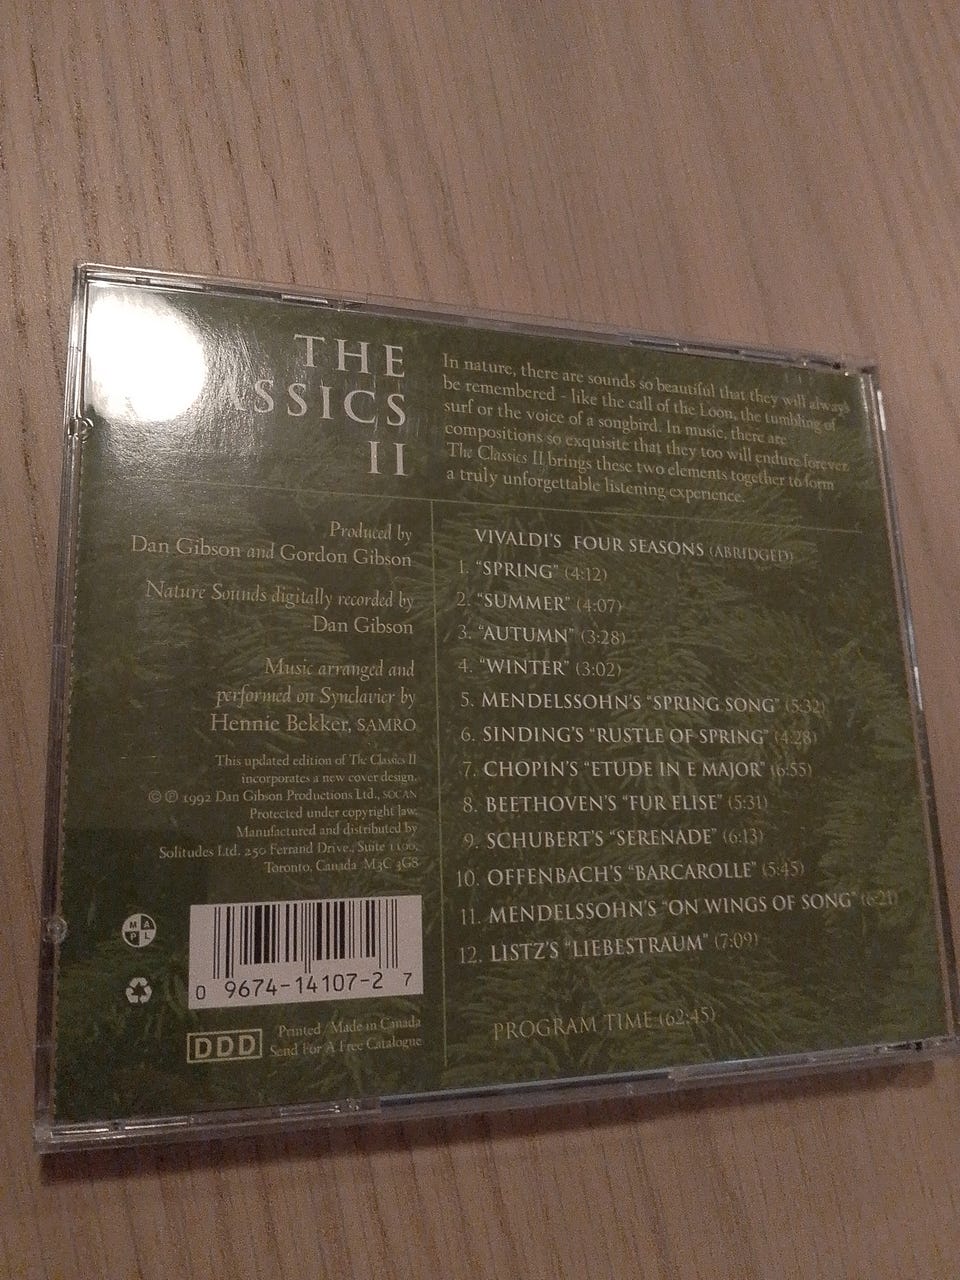 THE
ASSICS
II
In nature, there are sounds so beautiful that they will always
be remembered - like the call of the Loon, the tumbling of
surf or the voice of a songbird. In music, there are
compositions so exquisite that they too will endure forever.
The Classics II brings these two elements together to form
a truly unforgettable listening experience.
Produced by
Dan Gibson and Gordon Gibson
Nature Sounds digitally recorded by
Dan Gibson
Music arranged and
performed on Synclavier by
Hennie Bekker, SAMRO
This updated edition of The Classics II
incorporates a new cover design.
© ℗ 1992 Dan Gibson Productions Ltd., SOCAN
Protected under copyright law.
Manufactured and distributed by
Solitudes Ltd. 250 Ferrand Drive., Suite 1100,
Toronto, Canada M3C 3G8
MAPL
0 9674-14107-2 7
DDD
Printed/Made in Canada
Send For A Free Catalogue
VIVALDI'S FOUR SEASONS (ABRIDGED)
1. "SPRING" (4:12)
2. "SUMMER" (4:07)
3. "AUTUMN" (3:28)
4. "WINTER" (3:02)
5. MENDELSSOHN'S "SPRING SONG" (5:32)
6. SINDING'S "RUSTLE OF SPRING" (4:28)
7. CHOPIN'S "ETUDE IN E MAJOR" (6:55)
8. BEETHOVEN'S "FUR ELISE" (5:31)
9. SCHUBERT'S "SERENADE" (6:13)
10. OFFENBACH'S "BARCAROLLE" (5:45)
11. MENDELSSOHN'S "ON WINGS OF SONG" (6:21)
12. LISTZ'S "LIEBESTRAUM" (7:09)
PROGRAM TIME (62:45)